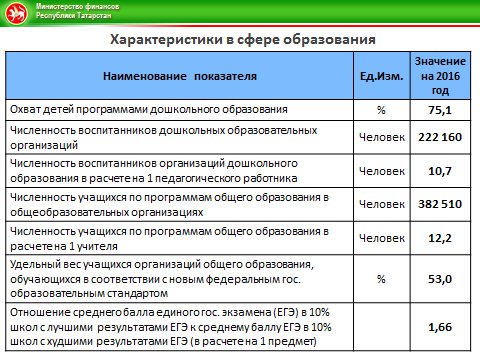 Министерство финансов
Республики Татарстан
Характеристики в сфере образования
Наименование показателя
Ед.Изм.
Значение
на 2016
год
Охват детей программами дошкольного образования
%
75,1
Численность воспитанников дошкольных образовательных
организаций
Человек
222 160
Численность воспитанников организаций дошкольного
образования в расчете на 1 педагогического работника
Человек
10,7
Численность учащихся по программам общего образования в
общеобразовательных организациях
Человек
382 510
Численность учащихся по программам общего образования в
расчете на 1 учителя
Человек
12,2
Удельный вес учащихся организаций общего образования,
обучающихся в соответствии с новым федеральным гос.
образовательным стандартом
%
53,0
Отношение среднего балла единого гос. экзамена (ЕГЭ) в 10%
школ с лучшими результатами ЕГЭ к среднему баллу ЕГЭ в 10%
школ с худшими результатами ЕГЭ (в расчете на 1 предмет)
1,66